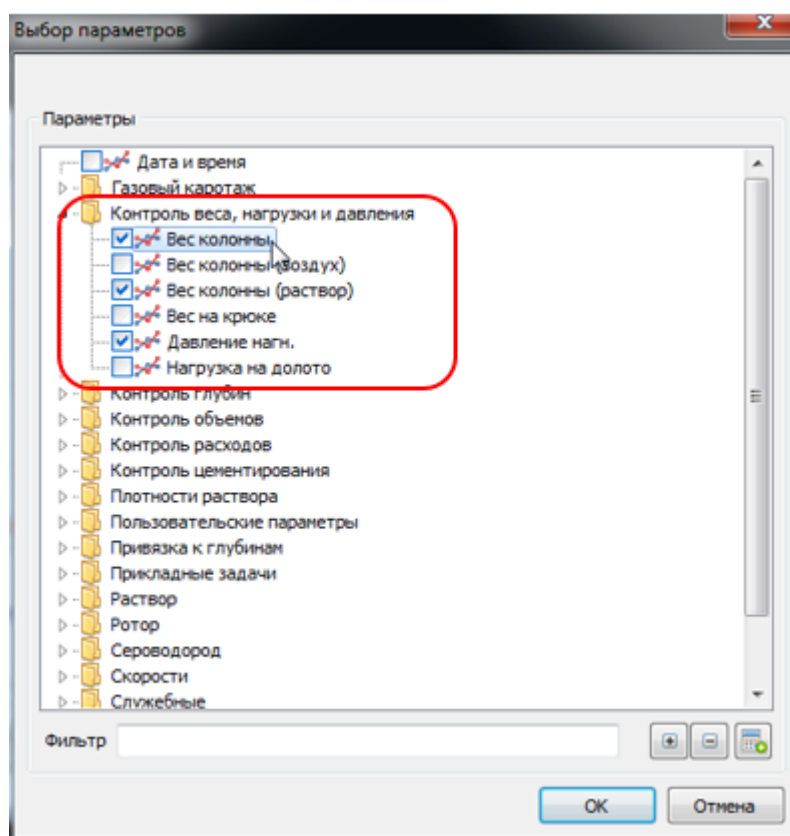 Выбор параметров
Параметры
Дата и время
Газовый каротаж
Контроль веса, нагрузки и давления
Вес колонны
Вес колонны (воздух)
Вес колонны (раствор)
Вес на крюке
Давление нагн.
Нагрузка на долото
Контроль глубин
Контроль объемов
Контроль расходов
Контроль цементирования
Плотности раствора
Пользовательские параметры
Привязка к глубинам
Прикладные задачи
Раствор
Ротор
Сероводород
Скорости
Служебные
Фильтр
ОК Отмена